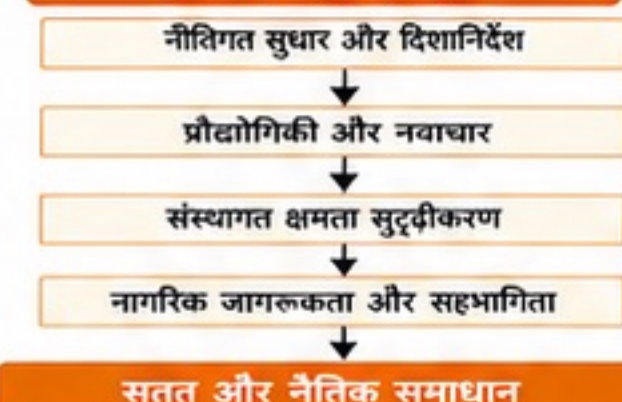 नीतिगत सुधार और दिशानिर्देश
प्रौद्योगिकी और नवाचार
संस्थागत क्षमता सुदृढ़ीकरण
नागरिक जागरूकता और सहभागिता
सतत और नैतिक समाधान